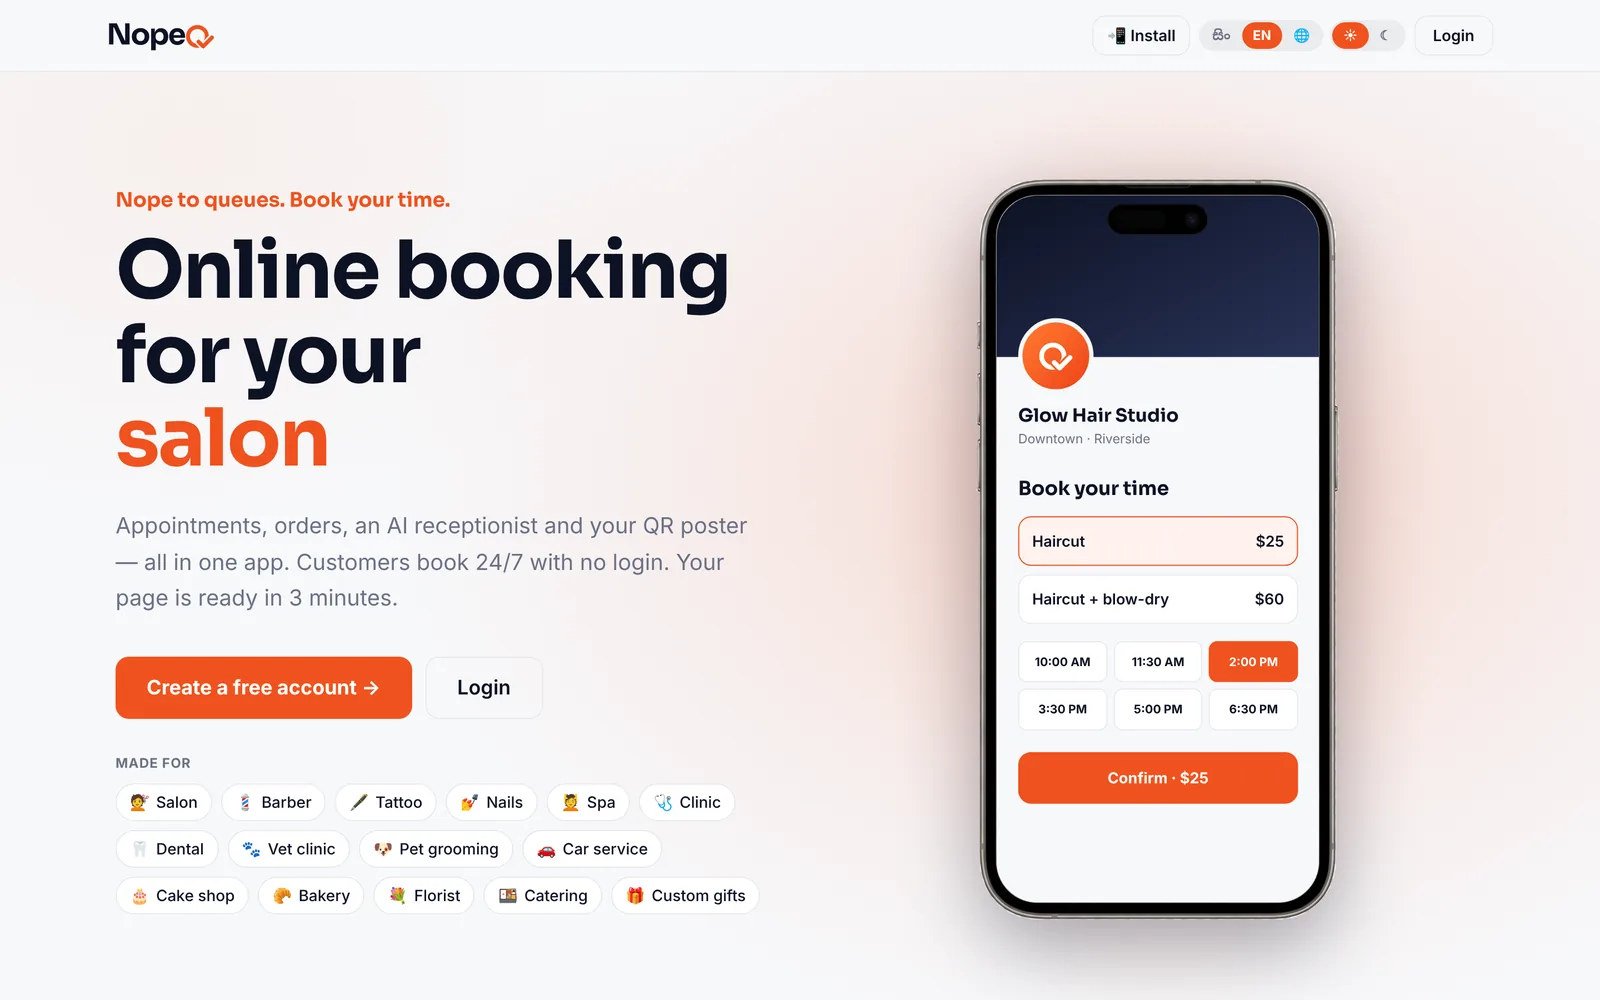 Nope
Install
హిం
EN
Login
Nope to queues. Book your time.
Online booking
for your
salon
Appointments, orders, an AI receptionist and your QR poster
— all in one app. Customers book 24/7 with no login. Your
page is ready in 3 minutes.
Create a free account →
Login
MADE FOR
Salon
Barber
Tattoo
Nails
Spa
Clinic
Dental
Vet clinic
Pet grooming
Car service
Cake shop
Bakery
Florist
Catering
Custom gifts
Glow Hair Studio
Downtown · Riverside
Book your time
Haircut $25
Haircut + blow-dry $60
10:00 AM 11:30 AM 2:00 PM
3:30 PM 5:00 PM 6:30 PM
Confirm · $25